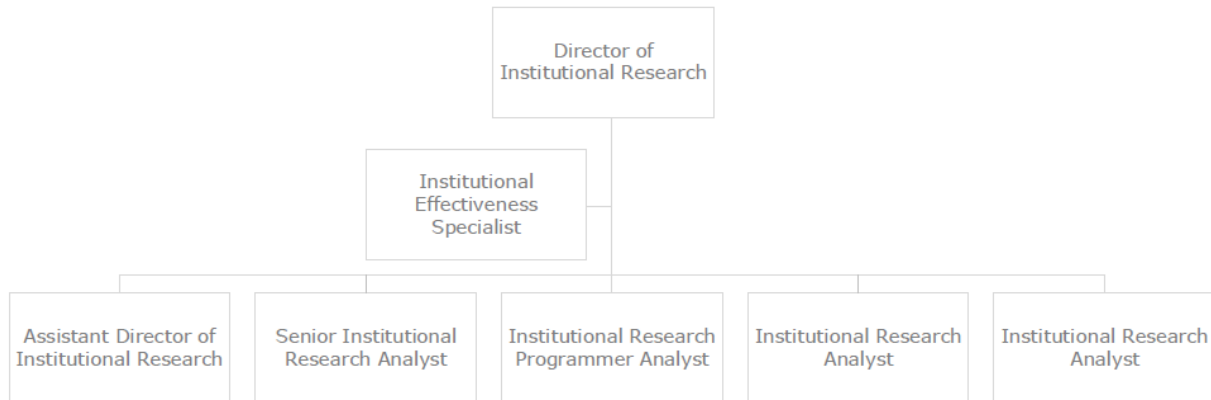 Director of
Institutional Research
Institutional
Effectiveness
Specialist
Assistant Director of
Institutional Research
Senior Institutional
Research Analyst
Institutional Research
Programmer Analyst
Institutional Research
Analyst
Institutional Research
Analyst